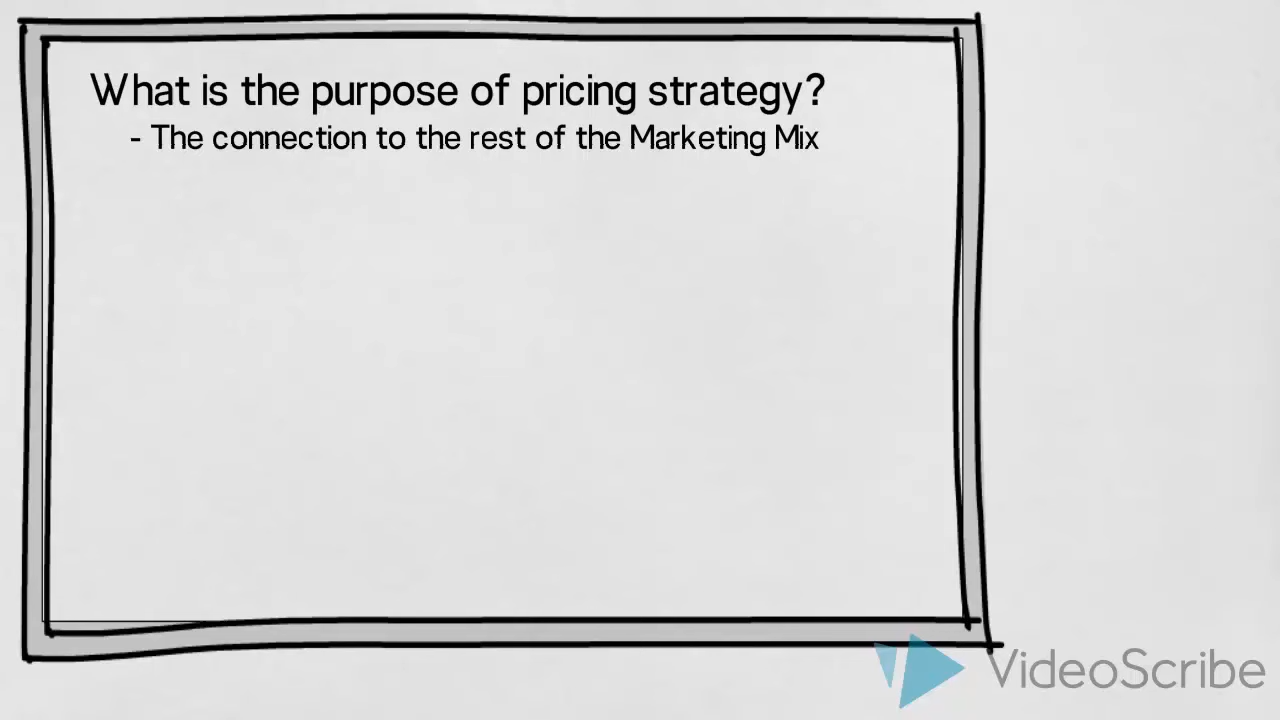 What is the purpose of pricing strategy?
- The connection to the rest of the Marketing Mix
VideoScribe